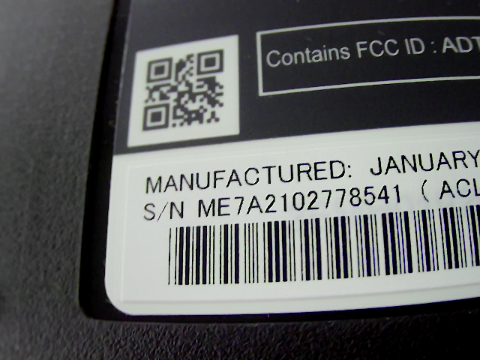 Contains FCC ID : ADT
MANUFACTURED: JANUARY
S/N ME7A2102778541 ( ACL